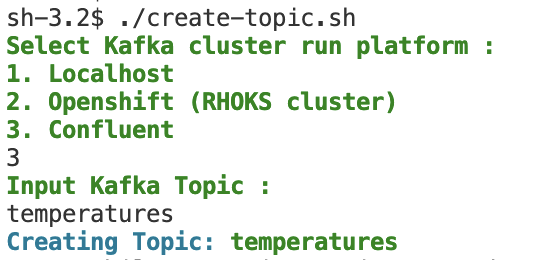 sh-3.2$ ./create-topic.sh
Select Kafka cluster run platform :
1. Localhost
2. Openshift (RHOKS cluster)
3. Confluent
3
Input Kafka Topic :
temperatures
Creating Topic: temperatures